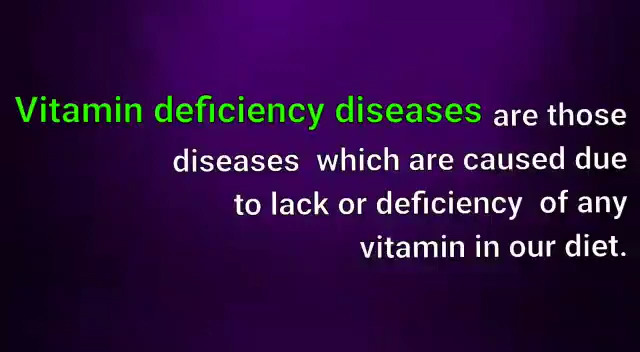 Vitamin deficiency diseases are those
diseases which are caused due
to lack or deficiency of any
vitamin in our diet.